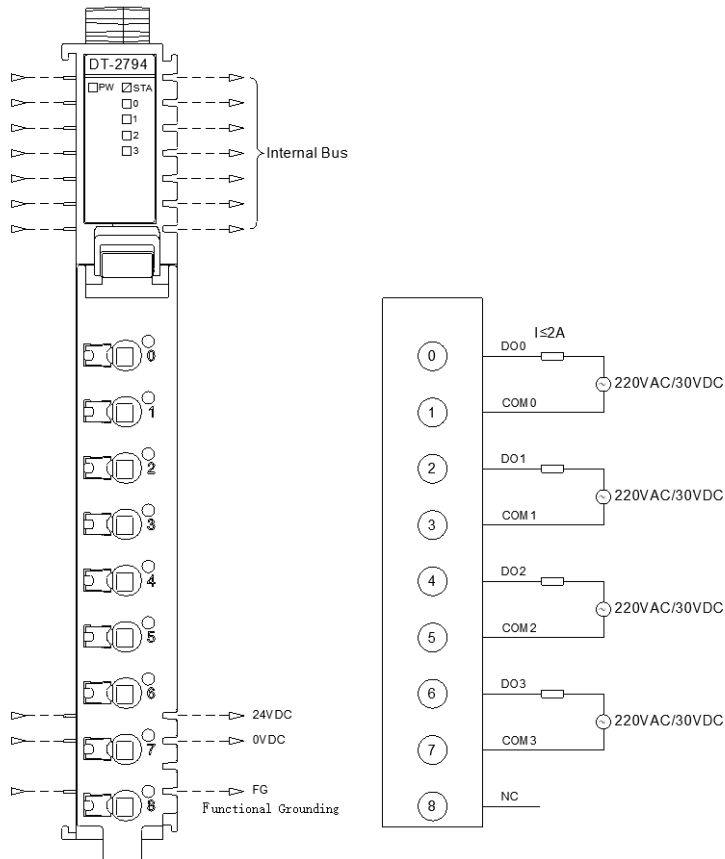 DT-2794
PW STA
0
1
2
3
Internal Bus
0
1
2
3
4
5
6
7
8
24VDC
0VDC
FG
Functional Grounding
0
DO0
I≤2A
220VAC/30VDC
1
COM0
2
DO1
220VAC/30VDC
3
COM1
4
DO2
220VAC/30VDC
5
COM2
6
DO3
220VAC/30VDC
7
COM3
8
NC